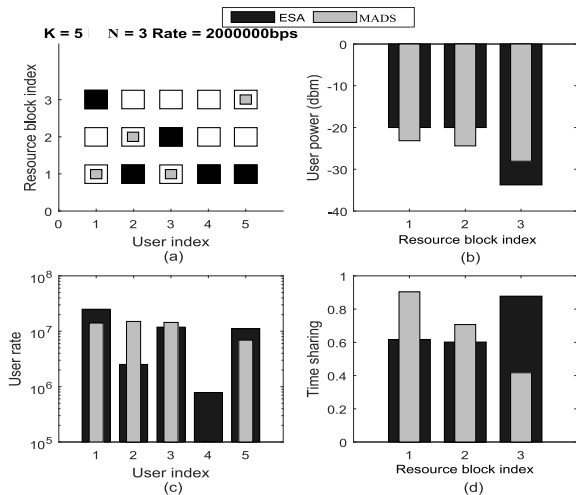 ESA MADS
K = 5 N = 3 Rate = 2000000bps
Resource block index
3
2
1
0
0 1 2 3 4 5
User index
(a)
User power (dbm)
0
-10
-20
-30
-40
1 2 3
Resource block index
(b)
User rate
10^8
10^7
10^6
10^5
1 2 3 4 5
User index
(c)
Time sharing
1
0.8
0.6
0.4
0.2
0
1 2 3
Resource block index
(d)